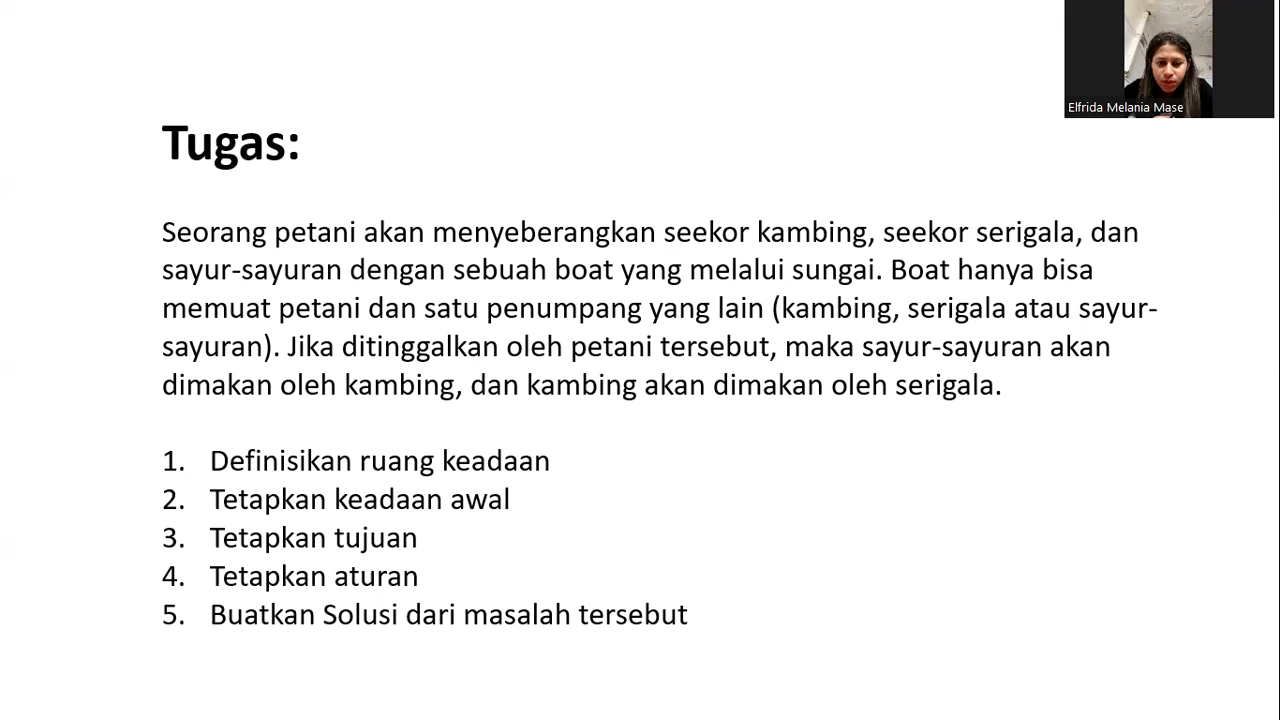 Elfrida Melania Mase
Tugas:
Seorang petani akan menyeberangkan seekor kambing, seekor serigala, dan
sayur-sayuran dengan sebuah boat yang melalui sungai. Boat hanya bisa
memuat petani dan satu penumpang yang lain (kambing, serigala atau sayur-
sayuran). Jika ditinggalkan oleh petani tersebut, maka sayur-sayuran akan
dimakan oleh kambing, dan kambing akan dimakan oleh serigala.
1. Definisikan ruang keadaan
2. Tetapkan keadaan awal
3. Tetapkan tujuan
4. Tetapkan aturan
5. Buatkan Solusi dari masalah tersebut